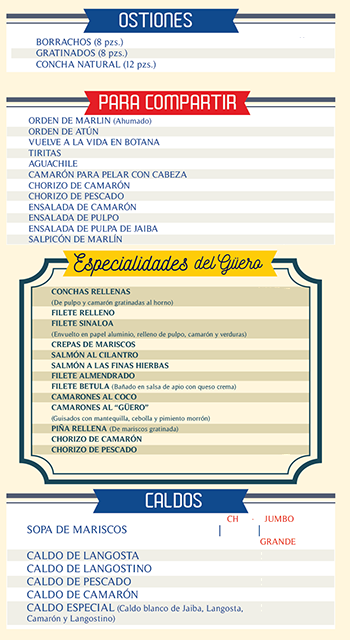 OSTIONES
BORRACHOS (8 pzs.)
GRATINADOS (8 pzs.)
CONCHA NATURAL (12 pzs.)
PARA COMPARTIR
ORDEN DE MARLIN (Ahumado)
ORDEN DE ATÚN
VUELVE A LA VIDA EN BOTANA
TIRITAS
AGUACHILE
CAMARÓN PARA PELAR CON CABEZA
CHORIZO DE CAMARÓN
CHORIZO DE PESCADO
ENSALADA DE CAMARÓN
ENSALADA DE PULPO
ENSALADA DE PULPA DE JAIBA
SALPICÓN DE MARLÍN
Especialidades del Güero
CONCHAS RELLENAS
(De pulpo y camarón gratinadas al horno)
FILETE RELLENO
FILETE SINALOA
(Envuelto en papel aluminio, relleno de pulpo, camarón y verduras)
CREPAS DE MARISCOS
SALMÓN AL CILANTRO
SALMÓN A LAS FINAS HIERBAS
FILETE ALMENDRADO
FILETE BETULA (Bañado en salsa de apio con queso crema)
CAMARONES AL COCO
CAMARONES AL "GÜERO"
(Guisados con mantequilla, cebolla y pimiento morrón)
PIÑA RELLENA (De mariscos gratinada)
CHORIZO DE CAMARÓN
CHORIZO DE PESCADO
CALDOS
CH - JUMBO
SOPA DE MARISCOS | |
GRANDE
CALDO DE LANGOSTA
CALDO DE LANGOSTINO
CALDO DE PESCADO
CALDO DE CAMARÓN
CALDO ESPECIAL (Caldo blanco de Jaiba, Langosta,
Camarón y Langostino)